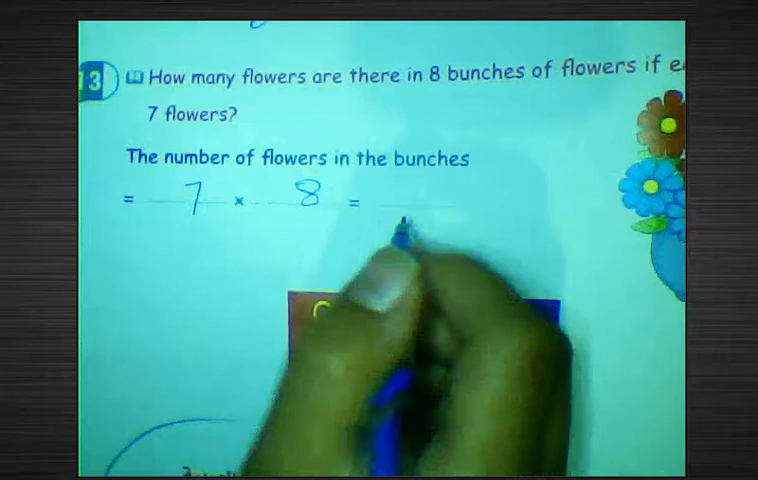 13 How many flowers are there in 8 bunches of flowers if
7 flowers?
The number of flowers in the bunches
= 7 × 8 =